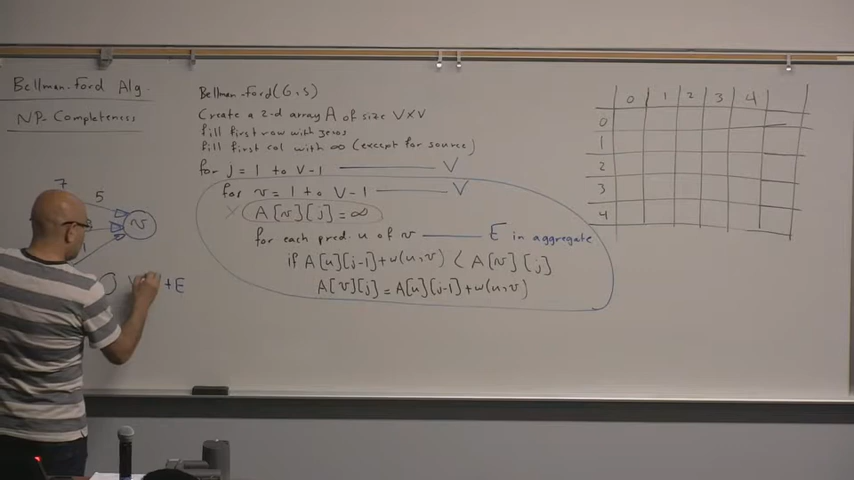 Bellman-Ford Alg.
NP-Completeness
7
5
v
+E
Bellman-Ford(G,s)
Create a 2-d array A of size V×V
fill first row with zeros
fill first col with ∞ (except for source)
for j = 1 to V-1 V
for v = 1 to V-1 V
A[v][j] = ∞
for each pred. u of v E in aggregate
if A[u][j-1]+w(u,v) < A[v][j]
A[v][j] = A[u][j-1]+w(u,v)
0 1 2 3 4
0
1
2
3
4